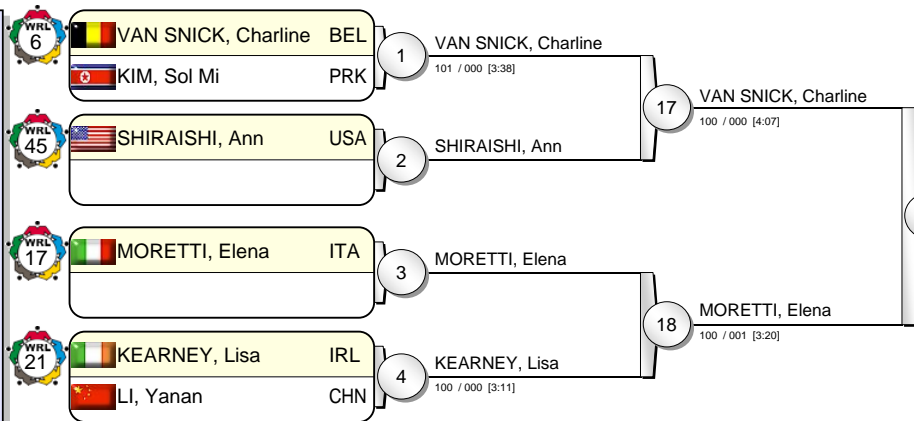 WRL
6
VAN SNICK, Charline BEL
KIM, Sol Mi PRK
1
VAN SNICK, Charline
101 / 000 [3:38]
WRL
45
SHIRAISHI, Ann USA
2
SHIRAISHI, Ann
17
VAN SNICK, Charline
100 / 000 [4:07]
WRL
17
MORETTI, Elena ITA
3
MORETTI, Elena
WRL
21
KEARNEY, Lisa IRL
LI, Yanan CHN
4
KEARNEY, Lisa
100 / 000 [3:11]
18
MORETTI, Elena
100 / 001 [3:20]